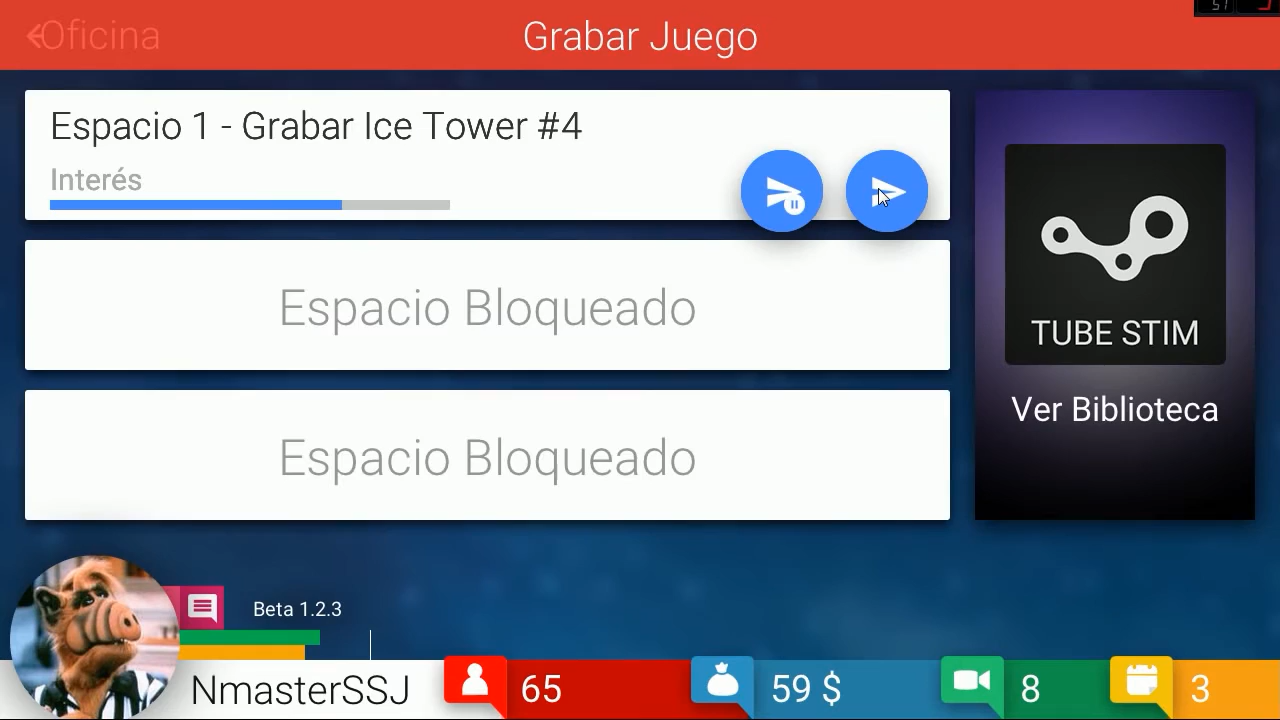 Oficina
Grabar Juego
Espacio 1 - Grabar Ice Tower #4
Interés
Espacio Bloqueado
Espacio Bloqueado
TUBE STIM
Ver Biblioteca
Beta 1.2.3
NmasterSSJ
65
59 $
8
3